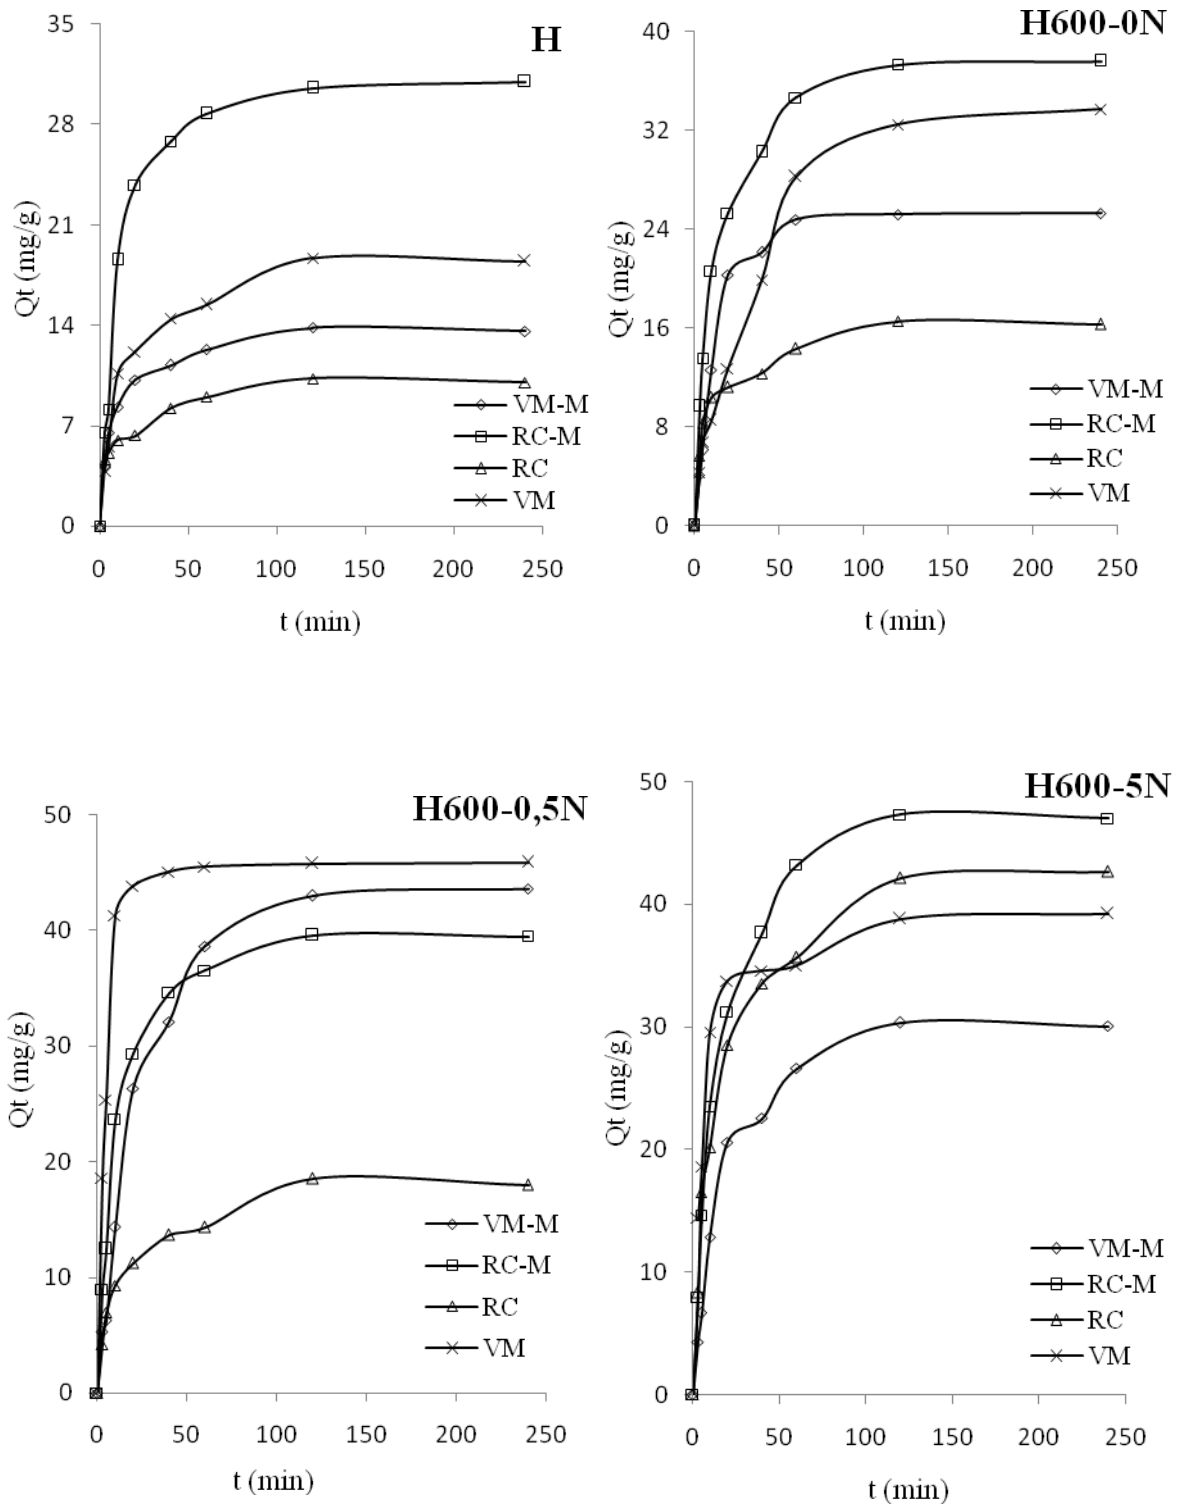 H
Qt (mg/g)
35
28
21
14
7
0
VM-M
RC-M
RC
VM
0 50 100 150 200 250
t (min)
H600-0N
Qt (mg/g)
40
32
24
16
8
0
VM-M
RC-M
RC
VM
0 50 100 150 200 250
t (min)
H600-0,5N
Qt (mg/g)
50
40
30
20
10
0
VM-M
RC-M
RC
VM
0 50 100 150 200 250
t (min)
H600-5N
Qt (mg/g)
50
40
30
20
10
0
VM-M
RC-M
RC
VM
0 50 100 150 200 250
t (min)